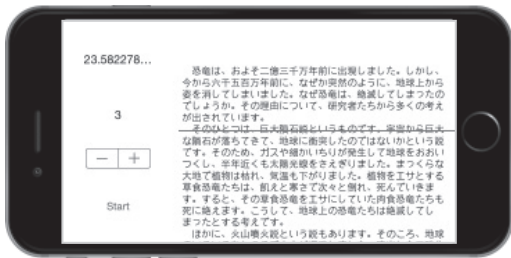 23.582278...
3
− +
Start
恐竜は、およそ二億三千万年前に出現しました。しかし、
今から六千五百万年前に、なぜか突然のように、地球上から
姿を消してしまいました。なぜ恐竜は、絶滅してしまったの
でしょうか。その理由について、研究者たちから多くの考え
が出されています。
そのひとつは、巨大隕石説というものです。宇宙から巨大
な隕石が落ちてきて、地球に衝突したのではないかという説
です。そのため、ガスや細かいちりが発生して地球をおおい
つくし、半年近くも太陽光線をさえぎりました。まっくらな
大地で植物は枯れ、気温も下がりました。植物をエサとする
草食恐竜たちは、飢えと寒さで次々と倒れ、死んでいきま
す。すると、その草食恐竜をエサにしていた肉食恐竜たちも
死に絶えます。こうして、地球上の恐竜たちは絶滅してし
まったとする考えです。
ほかに、火山噴火説という説もあります。そのころ、地球